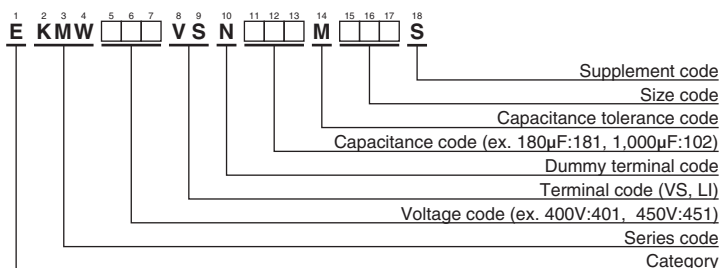 1 2 3 4 5 6 7 8 9 10 11 12 13 14 15 16 17 18
E KMW □□□ VS N □□□ M □□□ S
Supplement code
Size code
Capacitance tolerance code
Capacitance code (ex. 180μF:181, 1,000μF:102)
Dummy terminal code
Terminal code (VS, LI)
Voltage code (ex. 400V:401, 450V:451)
Series code
Category